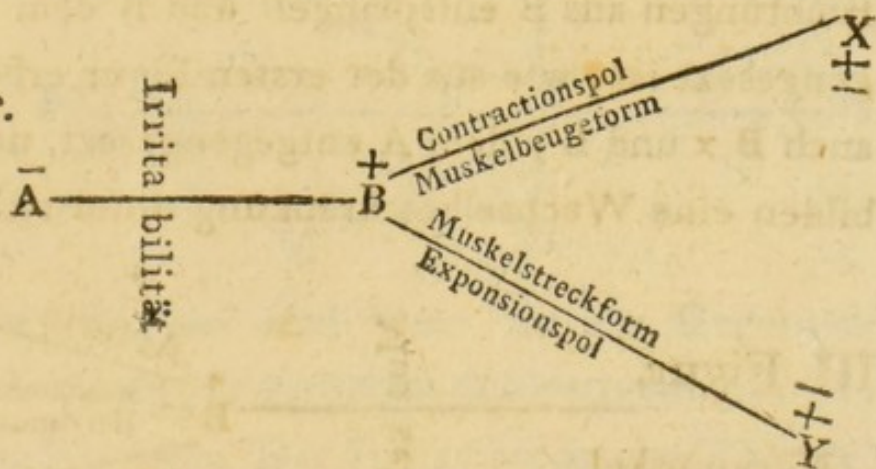 X
Contractionspol
Muskelbeugeform
Irrita bilität
A
B
Muskelstreckform
Exponsionspol
Y